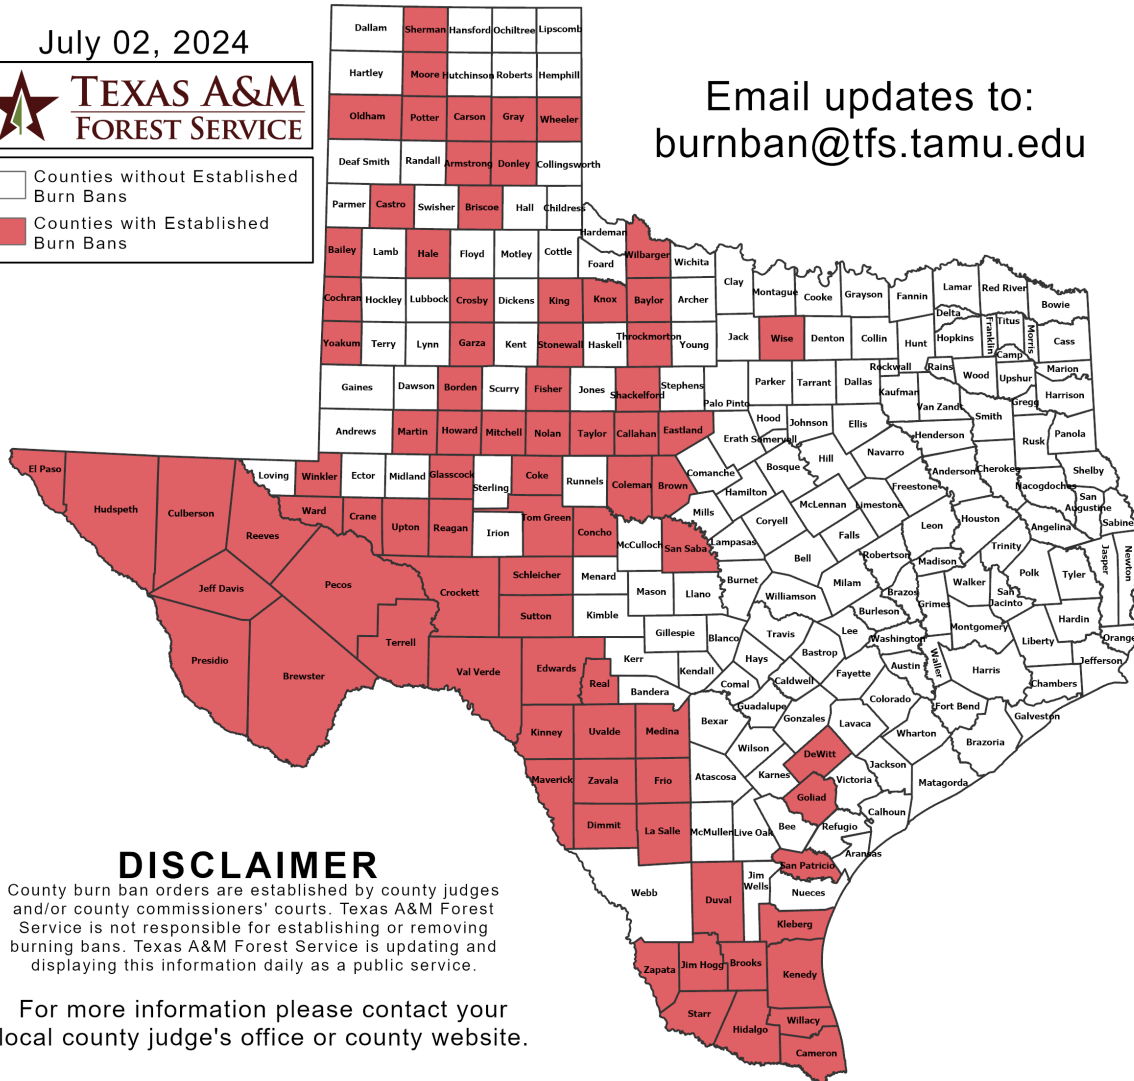 July 02, 2024
TEXAS A&M
FOREST SERVICE
Counties without Established
Burn Bans
Counties with Established
Burn Bans
Email updates to:
burnban@tfs.tamu.edu
Dallam Sherman Hansford Ochiltree Lipscomb
Hartley Moore Hutchinson Roberts Hemphill
Oldham Potter Carson Gray Wheeler
Deaf Smith Randall Armstrong Donley Collingsworth
Parmer Castro Swisher Briscoe Hall Childress
Hardeman
Bailey Lamb Hale Floyd Motley Cottle Foard Wilbarger Wichita
Cochran Hockley Lubbock Crosby Dickens King Knox Baylor Archer Clay Montague Cooke Grayson Fannin Lamar Red River Bowie
Delta Franklin Titus Morris
Yoakum Terry Lynn Garza Kent Stonewall Haskell Throckmorton Young Jack Wise Denton Collin Hunt Hopkins Cass
Camp
Rockwall Rains Wood Upshur Marion
Gaines Dawson Borden Scurry Fisher Jones Shackelford Stephens Palo Pinto Parker Tarrant Dallas Kaufman Van Zandt Smith Gregg Harrison
Andrews Martin Howard Mitchell Nolan Taylor Callahan Eastland Erath Somervell Hood Johnson Ellis Henderson Rusk Panola
El Paso Hudspeth Culberson Loving Winkler Ector Midland Glasscock Sterling Coke Runnels Coleman Brown Comanche Bosque Hill Navarro Anderson Cherokee Nacogdoches Shelby
San
Augustine
Sabine
Reeves Ward Crane Upton Reagan Irion Tom Green Concho McCulloch San Saba Mills Hamilton Coryell McLennan Limestone Freestone Leon Houston Angelina
Lampasas Bell Falls Robertson Madison Trinity Polk Tyler Jasper Newton
Jeff Davis Pecos Crockett Schleicher Menard Mason Llano Burnet Williamson Milam Brazos Grimes Walker
San
Jacinto
Hardin
Orange
Sutton Kimble Gillespie Blanco Travis Lee Burleson Washington Montgomery Liberty Jefferson
Presidio Brewster Terrell Val Verde Edwards Real Kerr Kendall Hays Bastrop Fayette Austin Waller Harris Chambers
Bandera Comal Caldwell Guadalupe Gonzales Colorado Fort Bend Galveston
Kinney Uvalde Medina Bexar Wilson Lavaca Wharton Brazoria
DeWitt Jackson Matagorda
Maverick Zavala Frio Atascosa Karnes Goliad Victoria Calhoun
Dimmit La Salle McMullen Live Oak Bee Refugio Aransas
San Patricio
Webb Duval
Jim
Wells
Nueces
Kleberg
Zapata Jim Hogg Brooks Kenedy
Starr Hidalgo Willacy
Cameron
DISCLAIMER
County burn ban orders are established by county judges
and/or county commissioners' courts. Texas A&M Forest
Service is not responsible for establishing or removing
burning bans. Texas A&M Forest Service is updating and
displaying this information daily as a public service.
For more information please contact your
local county judge's office or county website.